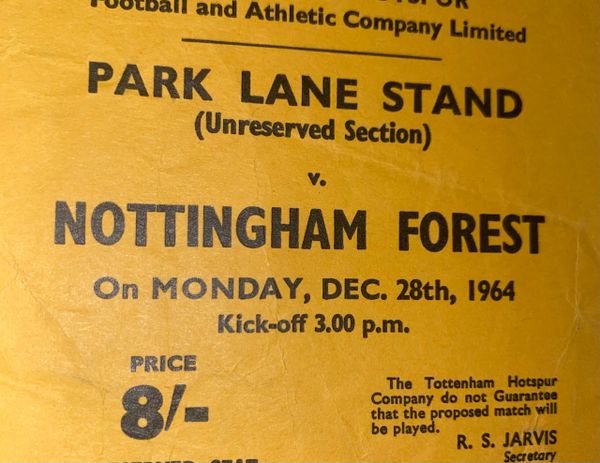 Football and Athletic Company Limited
PARK LANE STAND
(Unreserved Section)
v.
NOTTINGHAM FOREST
On MONDAY, DEC. 28th, 1964
Kick-off 3.00 p.m.
PRICE
8/-
The Tottenham Hotspur
Company do not Guarantee
that the proposed match will
be played.
R. S. JARVIS
Secretary